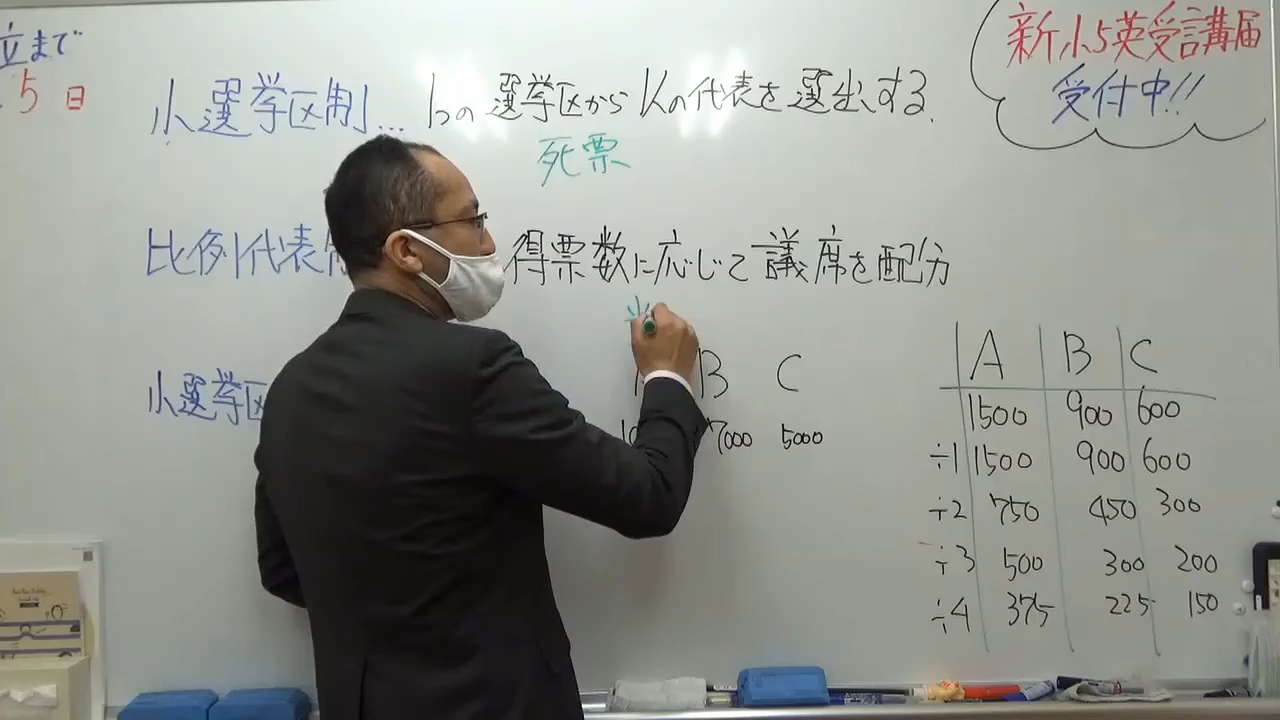 立まで
5日
新小5英受講届
受付中!!
小選挙区制… 1つの選挙区から1人の代表を選出する.
死票
比例代表制 得票数に応じて議席を配分
小選挙区
B C
7000 5000
A B C
1500 900 600
÷1 1500 900 600
÷2 750 450 300
÷3 500 300 200
÷4 375 225 150